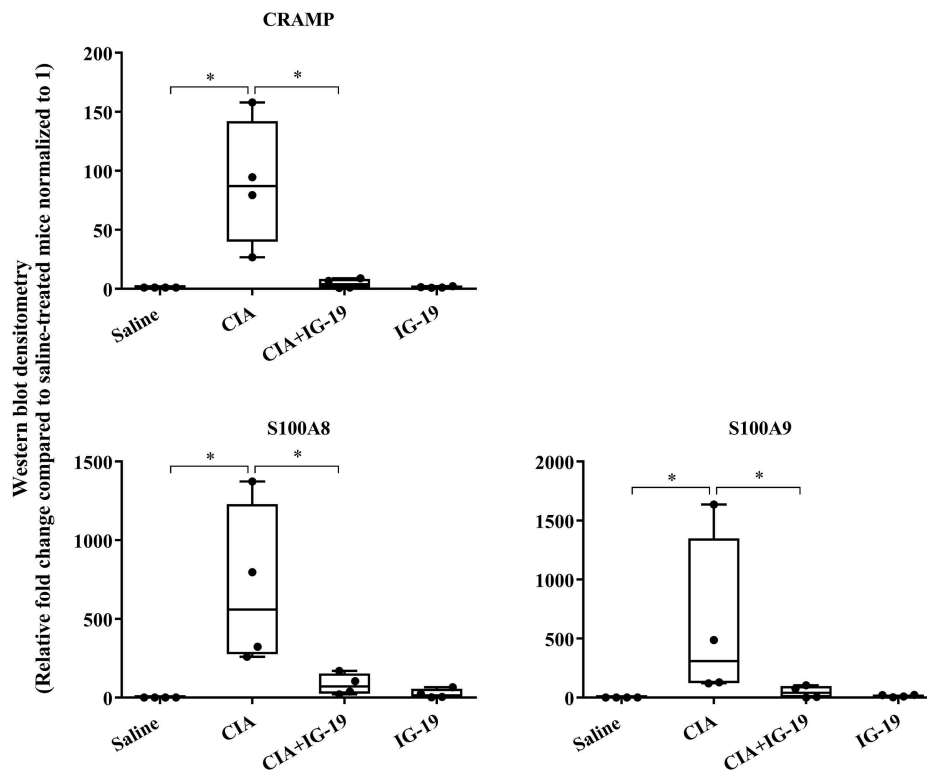 Western blot densitometry
(Relative fold change compared to saline-treated mice normalized to 1)
CRAMP
200
150
100
50
0
* *
Saline CIA CIA+IG-19 IG-19
S100A8
1500
1000
500
0
* *
Saline CIA CIA+IG-19 IG-19
S100A9
2000
1500
1000
500
0
* *
Saline CIA CIA+IG-19 IG-19